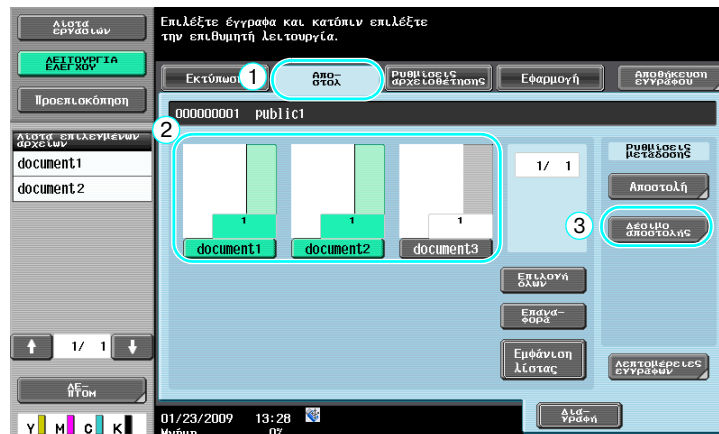 Λίστα
εργασιών
ΛΕΙΤΟΥΡΓΙΑ
ΕΛΕΓΧΟΥ
Προεπισκόπηση
Λίστα επιλεγμένων
αρχείων
document1
document2
1/ 1
ΛΕ-
ΠΤΟΜ
Y M C K
Επιλέξτε έγγραφα και κατόπιν επιλέξτε
την επιθυμητή λειτουργία.
Εκτύπωσ
1
Απο-
στολ
Ρυθμίσεις
αρχειοθέτησης
Εφαρμογή
Αποθήκευση
εγγράφου
000000001 public1
2
1
1
1
document1
document2
document3
1/ 1
Επιλογή
όλων
Επανα-
φορά
Εμφάνιση
λίστας
Ρυθμίσεις
μετάδοσης
Αποστολή
3
Δέσιμο
αποστολής
Λεπτομέρειες
εγγράφων
01/23/2009 13:28
Μνήμη 0%
Δια-
γραφή